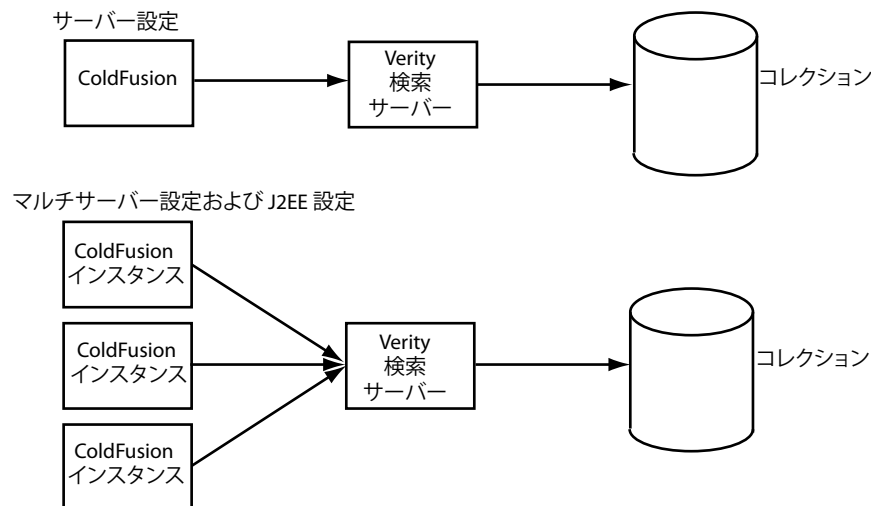 サーバー設定
ColdFusion
Verity
検索
サーバー
コレクション
マルチサーバー設定および J2EE 設定
ColdFusion
インスタンス
ColdFusion
インスタンス
ColdFusion
インスタンス
Verity
検索
サーバー
コレクション